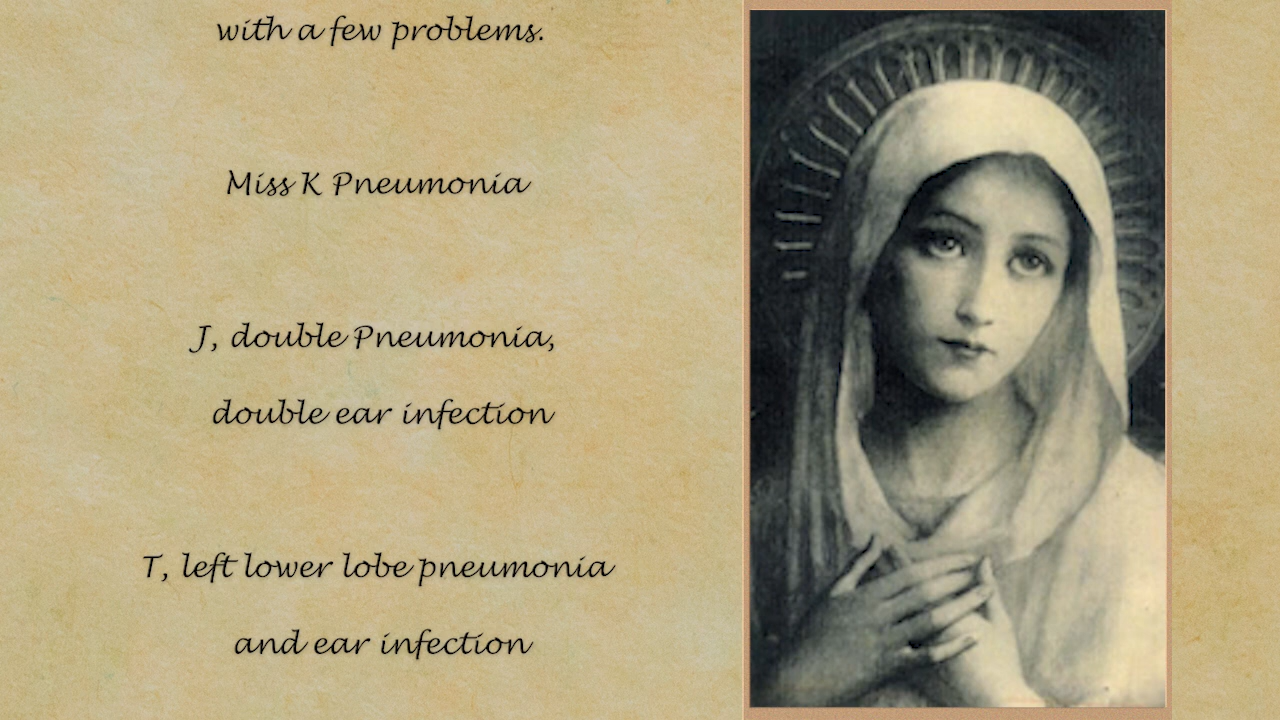 with a few problems.
Miss K Pneumonia
J, double Pneumonia,
double ear infection
T, left lower lobe pneumonia
and ear infection